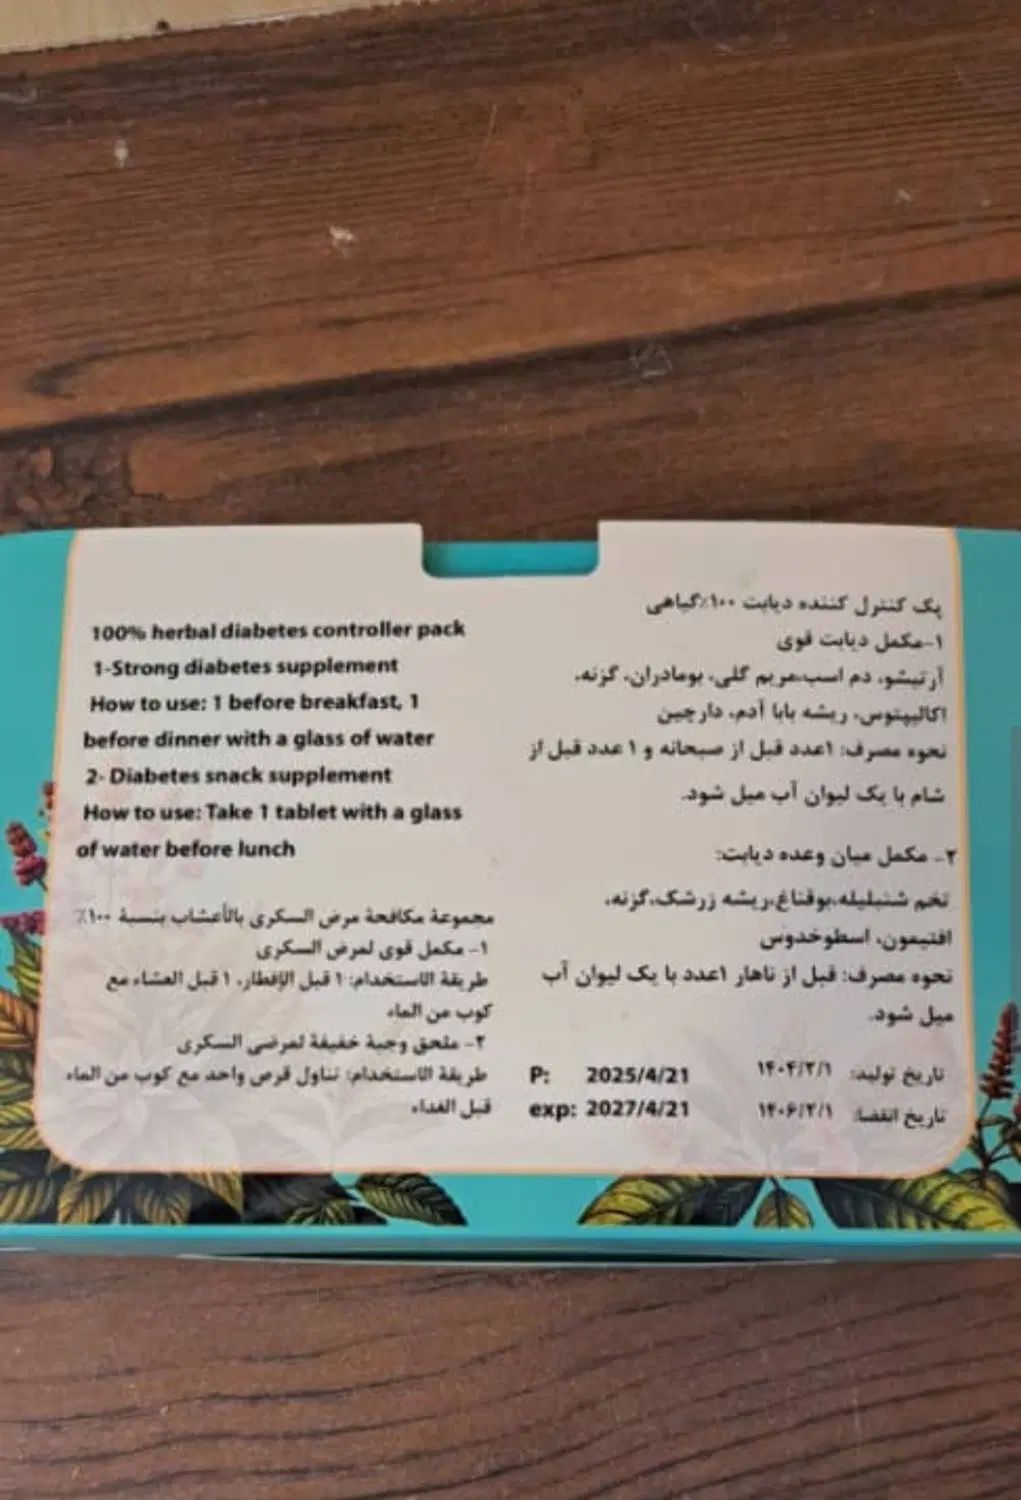 100% herbal diabetes controller pack
1-Strong diabetes supplement
How to use: 1 before breakfast, 1
before dinner with a glass of water
2- Diabetes snack supplement
How to use: Take 1 tablet with a glass
of water before lunch
مجموعة مكافحة مرض السكري بالأعشاب بنسبة ١٠٠٪
١- مكمل قوي لمرض السكري
طريقة الاستخدام: ١ قبل الإفطار، ١ قبل العشاء مع
كوب من الماء
٢- ملحق وجبة خفيفة لمرضى السكري
طريقة الاستخدام: تناول قرص واحد مع كوب من الماء
قبل الغداء
پک کنترل کننده دیابت ۱۰۰٪گیاهی
۱-مکمل دیابت قوی
آرتیشو، دم اسب،مریم گلی، بومادران، گزنه،
اکالیپتوس، ریشه بابا آدم، دارچین
نحوه مصرف: ۱عدد قبل از صبحانه و ۱ عدد قبل از
شام با یک لیوان آب میل شود.
۲- مکمل میان وعده دیابت:
تخم شنبلیله،بوقناغ،ریشه زرشک،گزنه،
افتیمون، اسطوخدوس
نحوه مصرف: قبل از ناهار ۱عدد با یک لیوان آب
میل شود.
تاریخ تولید: ۱۴۰۴/۲/۱ P: 2025/4/21
تاریخ انقضا: ۱۴۰۶/۲/۱ exp: 2027/4/21